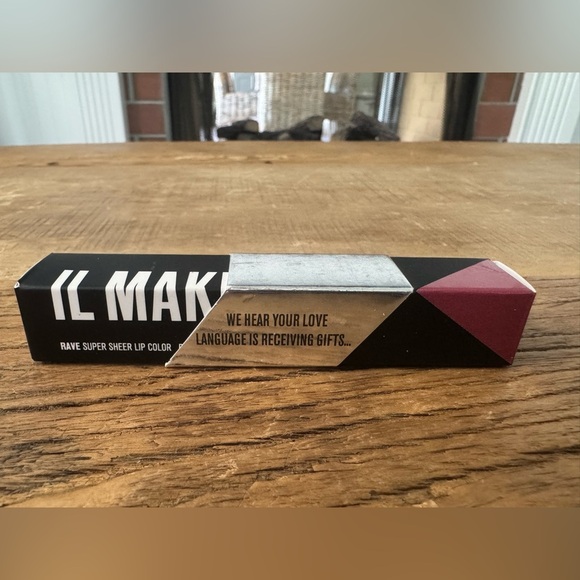 IL MAK
RAVE SUPER SHEER LIP COLOR
WE HEAR YOUR LOVE
LANGUAGE IS RECEIVING GIFTS...